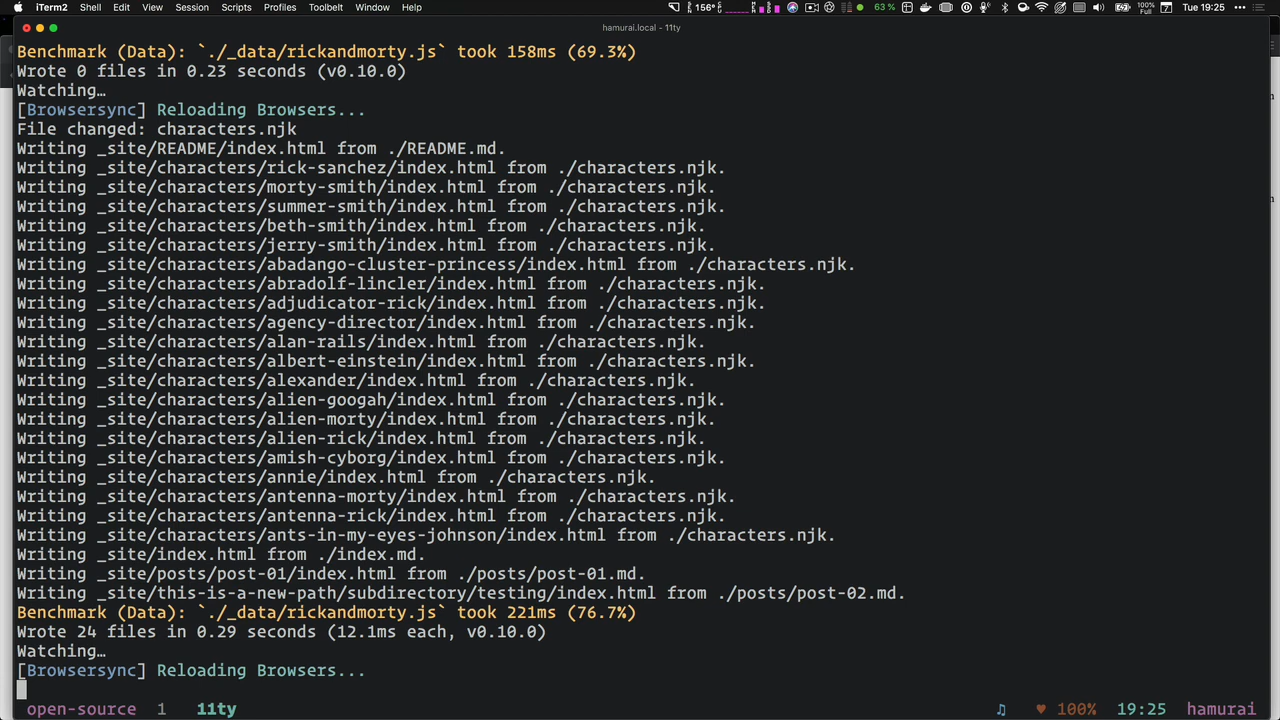 iTerm2 Shell Edit View Session Scripts Profiles Toolbelt Window Help 156° 63 % 100% Full Tue 19:25
hamurai.local - 11ty
Benchmark (Data): `./_data/rickandmorty.js` took 158ms (69.3%)
Wrote 0 files in 0.23 seconds (v0.10.0)
Watching…
[Browsersync] Reloading Browsers...
File changed: characters.njk
Writing _site/README/index.html from ./README.md.
Writing _site/characters/rick-sanchez/index.html from ./characters.njk.
Writing _site/characters/morty-smith/index.html from ./characters.njk.
Writing _site/characters/summer-smith/index.html from ./characters.njk.
Writing _site/characters/beth-smith/index.html from ./characters.njk.
Writing _site/characters/jerry-smith/index.html from ./characters.njk.
Writing _site/characters/abadango-cluster-princess/index.html from ./characters.njk.
Writing _site/characters/abradolf-lincler/index.html from ./characters.njk.
Writing _site/characters/adjudicator-rick/index.html from ./characters.njk.
Writing _site/characters/agency-director/index.html from ./characters.njk.
Writing _site/characters/alan-rails/index.html from ./characters.njk.
Writing _site/characters/albert-einstein/index.html from ./characters.njk.
Writing _site/characters/alexander/index.html from ./characters.njk.
Writing _site/characters/alien-googah/index.html from ./characters.njk.
Writing _site/characters/alien-morty/index.html from ./characters.njk.
Writing _site/characters/alien-rick/index.html from ./characters.njk.
Writing _site/characters/amish-cyborg/index.html from ./characters.njk.
Writing _site/characters/annie/index.html from ./characters.njk.
Writing _site/characters/antenna-morty/index.html from ./characters.njk.
Writing _site/characters/antenna-rick/index.html from ./characters.njk.
Writing _site/characters/ants-in-my-eyes-johnson/index.html from ./characters.njk.
Writing _site/index.html from ./index.md.
Writing _site/posts/post-01/index.html from ./posts/post-01.md.
Writing _site/this-is-a-new-path/subdirectory/testing/index.html from ./posts/post-02.md.
Benchmark (Data): `./_data/rickandmorty.js` took 221ms (76.7%)
Wrote 24 files in 0.29 seconds (12.1ms each, v0.10.0)
Watching…
[Browsersync] Reloading Browsers...
open-source 1 11ty ♫ ♥ 100% 19:25 hamurai